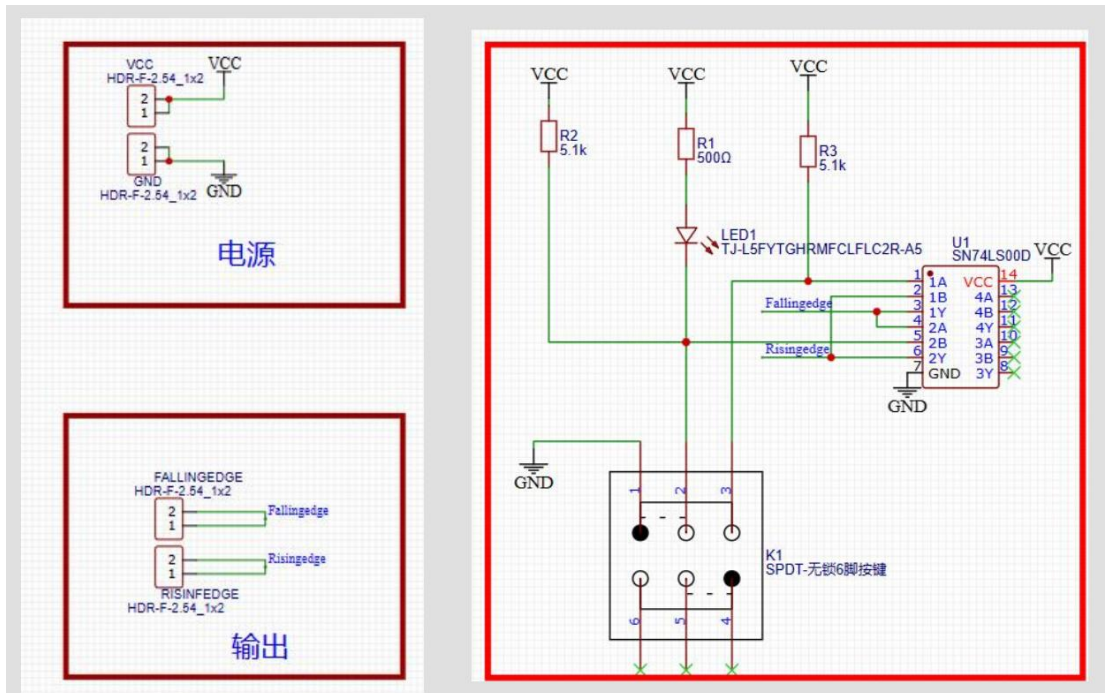 VCC
HDR-F-2.54_1x2
VCC
2
1
2
1
GND
HDR-F-2.54_1x2
GND
电源
FALLINGEDGE
HDR-F-2.54_1x2
2
1
Fallingedge
2
1
Risingedge
RISINFEDGE
HDR-F-2.54_1x2
输出
VCC
VCC
VCC
R2
5.1k
R1
500Ω
R3
5.1k
LED1
TJ-L5FYTGHRMFCLFLC2R-A5
U1
SN74LS00D
VCC
1 1A VCC 14
2 1B 4A 13
3 1Y 4B 12
4 2A 4Y 11
5 2B 3A 10
6 2Y 3B 9
7 GND 3Y 8
Fallingedge
Risingedge
GND
GND
1 2 3
K1
SPDT-无锁6脚按键
6 5 4